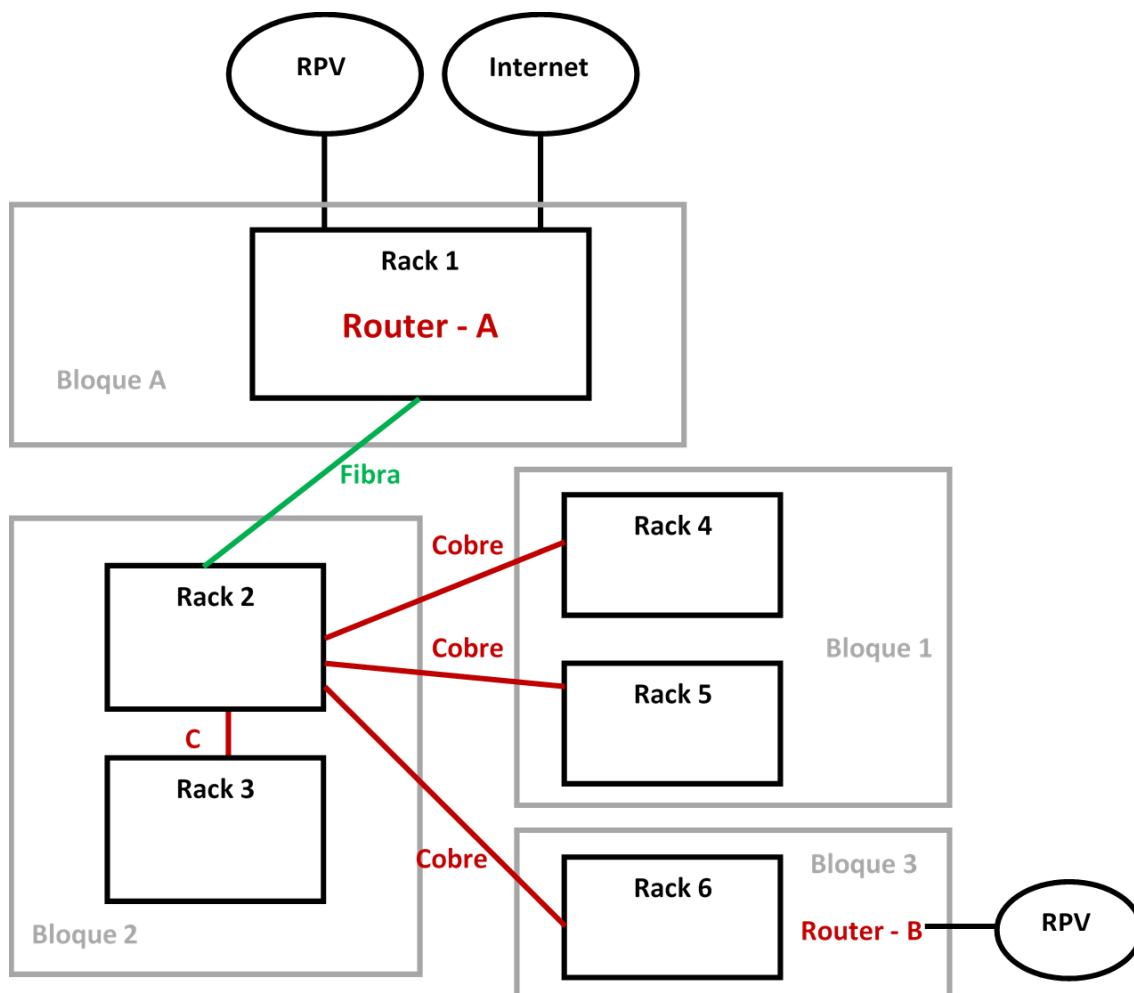 RPV
Internet
Rack 1
Router - A
Bloque A
Fibra
Rack 4
Cobre
Rack 2
Cobre
Bloque 1
Rack 5
C
Rack 3
Cobre
Rack 6
Bloque 3
Bloque 2
Router - B
RPV